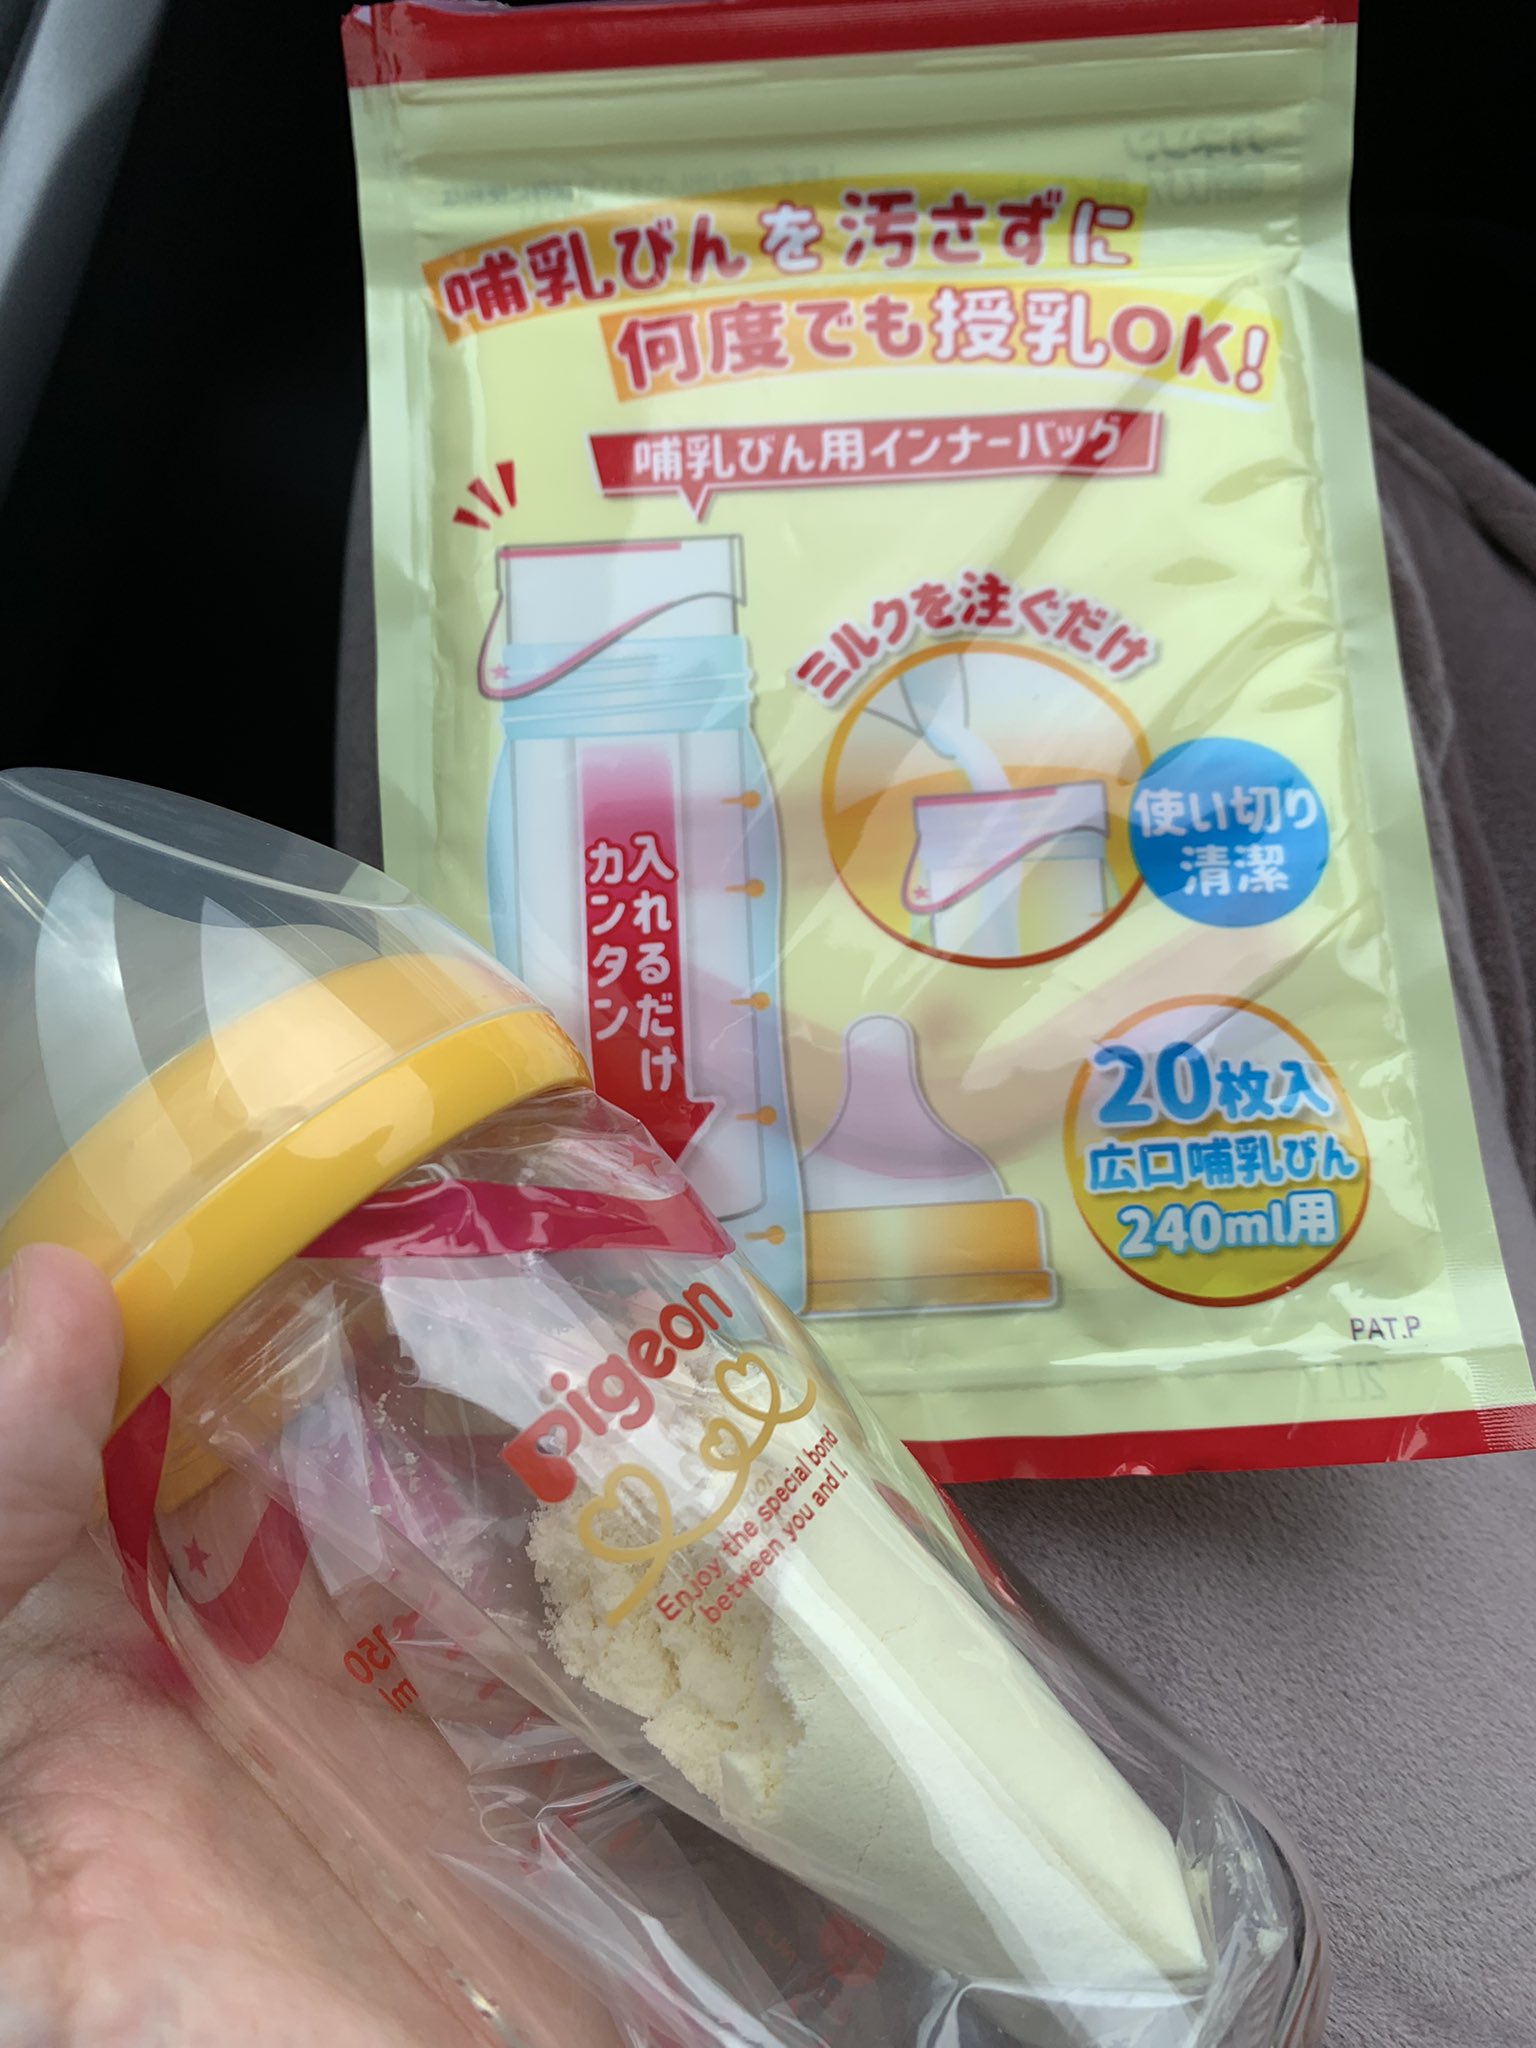 哺乳びんを汚さずに
何度でも授乳OK!
哺乳びん用インナーバッグ
ミルクを注ぐだけ
使い切り
清潔
入れるだけ
カンタン
20枚入
広口哺乳びん
240ml用
PAT.P
Pigeon
Enjoy the special bond
between you and I.
150
ml